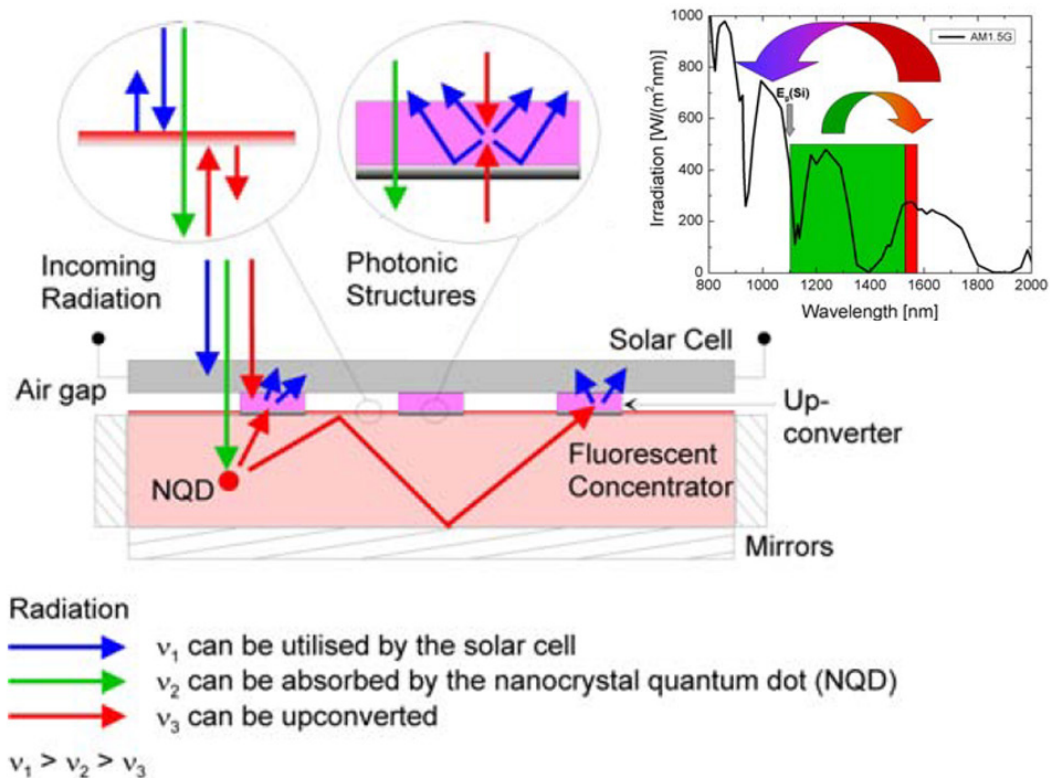 Incoming
Radiation
Photonic
Structures
Solar Cell
Air gap
Up-
converter
NQD
Fluorescent
Concentrator
Mirrors
1000
800
600
400
200
0
Irradiation [W/(m²nm)]
AM1.5G
E₉(Si)
800 1000 1200 1400 1600 1800 2000
Wavelength [nm]
Radiation
ν₁ can be utilised by the solar cell
ν₂ can be absorbed by the nanocrystal quantum dot (NQD)
ν₃ can be upconverted
ν₁ > ν₂ > ν₃